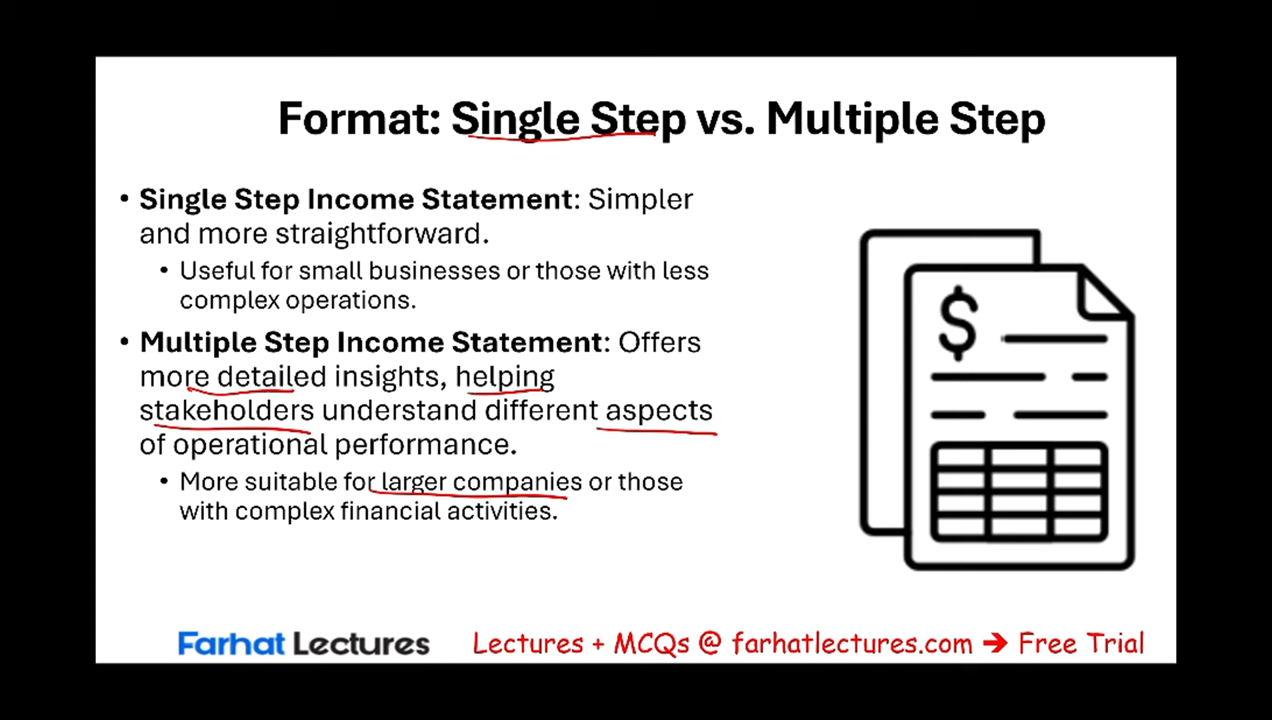 Format: Single Step vs. Multiple Step
• Single Step Income Statement: Simpler
and more straightforward.
• Useful for small businesses or those with less
complex operations.
• Multiple Step Income Statement: Offers
more detailed insights, helping
stakeholders understand different aspects
of operational performance.
• More suitable for larger companies or those
with complex financial activities.
$
Farhat Lectures
Lectures + MCQs @ farhatlectures.com → Free Trial